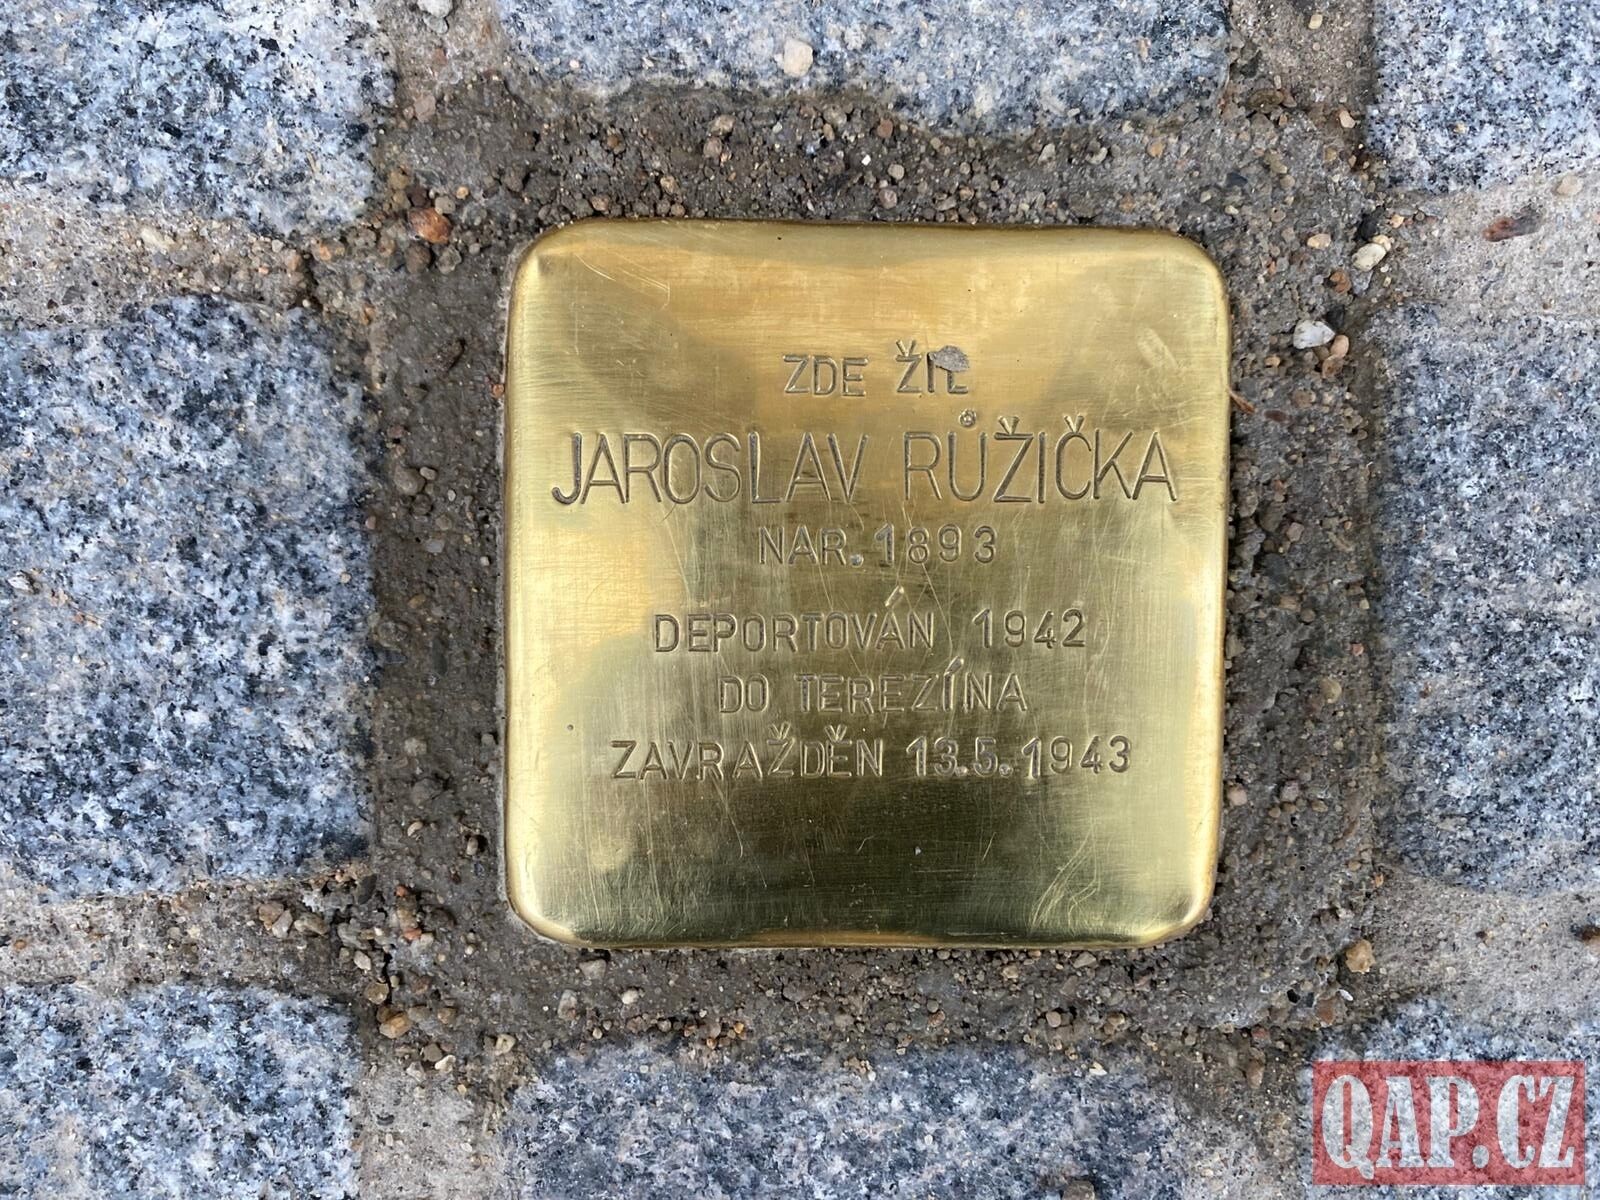 ZDE ŽIL
JAROSLAV RŮŽIČKA
NAR. 1893
DEPORTOVÁN 1942
DO TEREZÍNA
ZAVRAŽDĚN 13.5.1943
QAP.CZ